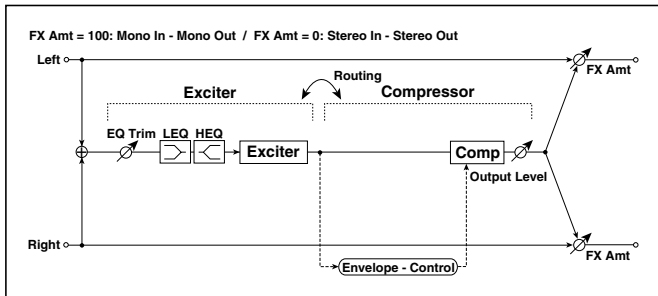 FX Amt = 100: Mono In - Mono Out / FX Amt = 0: Stereo In - Stereo Out
Left
FX Amt
Routing
Exciter
Compressor
EQ Trim
LEQ
HEQ
Exciter
Comp
Output Level
Right
FX Amt
Envelope - Control